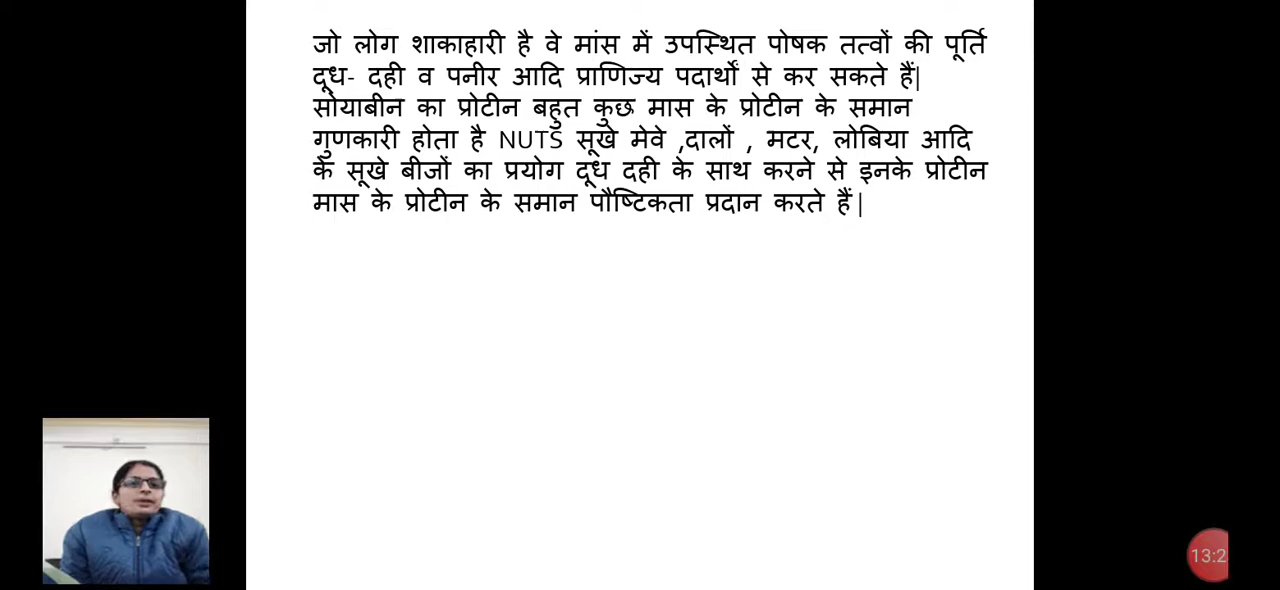 जो लोग शाकाहारी है वे मांस में उपस्थित पोषक तत्वों की पूर्ति
दूध- दही व पनीर आदि प्राणिज्य पदार्थों से कर सकते हैं|
सोयाबीन का प्रोटीन बहुत कुछ मास के प्रोटीन के समान
गुणकारी होता है NUTS सूखे मेवे ,दालों , मटर, लोबिया आदि
के सूखे बीजों का प्रयोग दूध दही के साथ करने से इनके प्रोटीन
मास के प्रोटीन के समान पौष्टिकता प्रदान करते हैं|
13:2